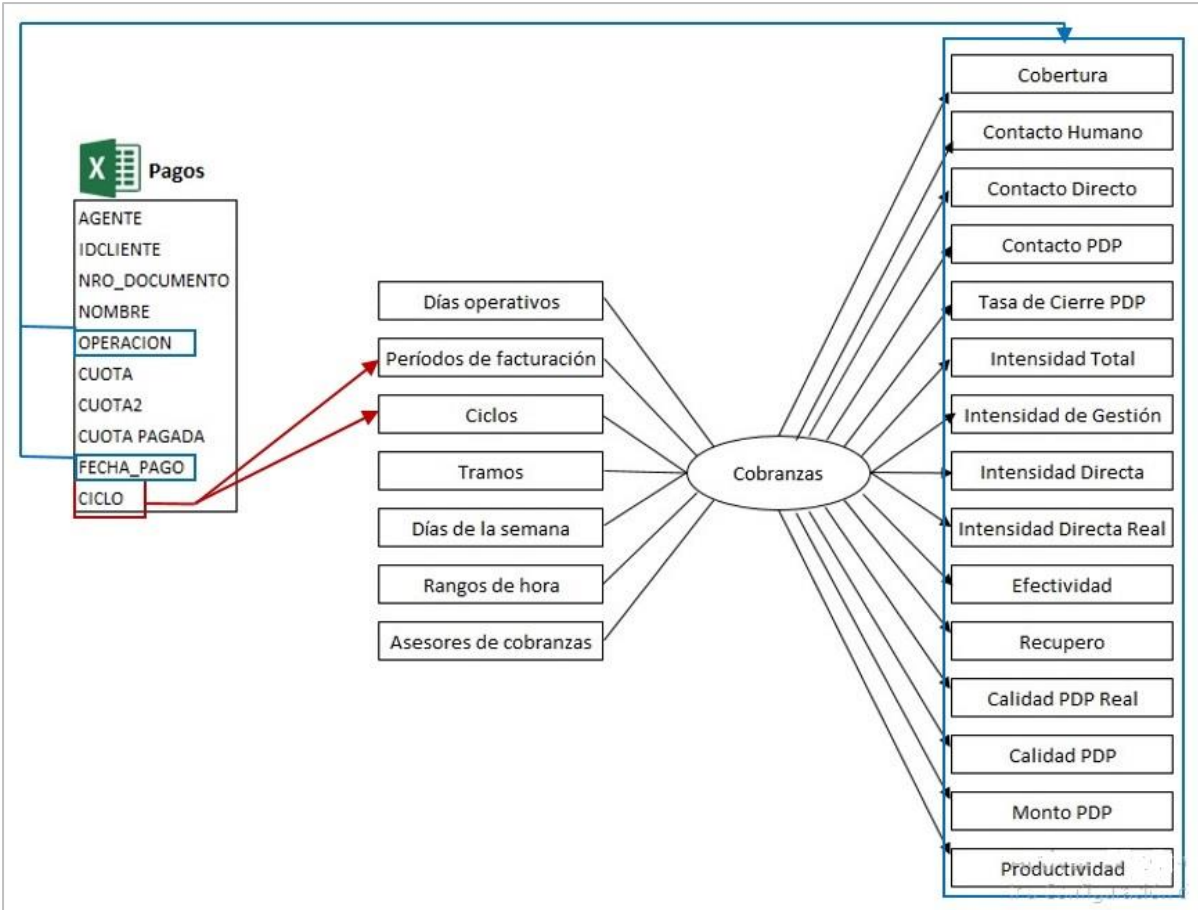 Pagos
AGENTE
IDCLIENTE
NRO_DOCUMENTO
NOMBRE
OPERACION
CUOTA
CUOTA2
CUOTA PAGADA
FECHA_PAGO
CICLO
Días operativos
Períodos de facturación
Ciclos
Tramos
Días de la semana
Rangos de hora
Asesores de cobranzas
Cobranzas
Cobertura
Contacto Humano
Contacto Directo
Contacto PDP
Tasa de Cierre PDP
Intensidad Total
Intensidad de Gestión
Intensidad Directa
Intensidad Directa Real
Efectividad
Recupero
Calidad PDP Real
Calidad PDP
Monto PDP
Productividad